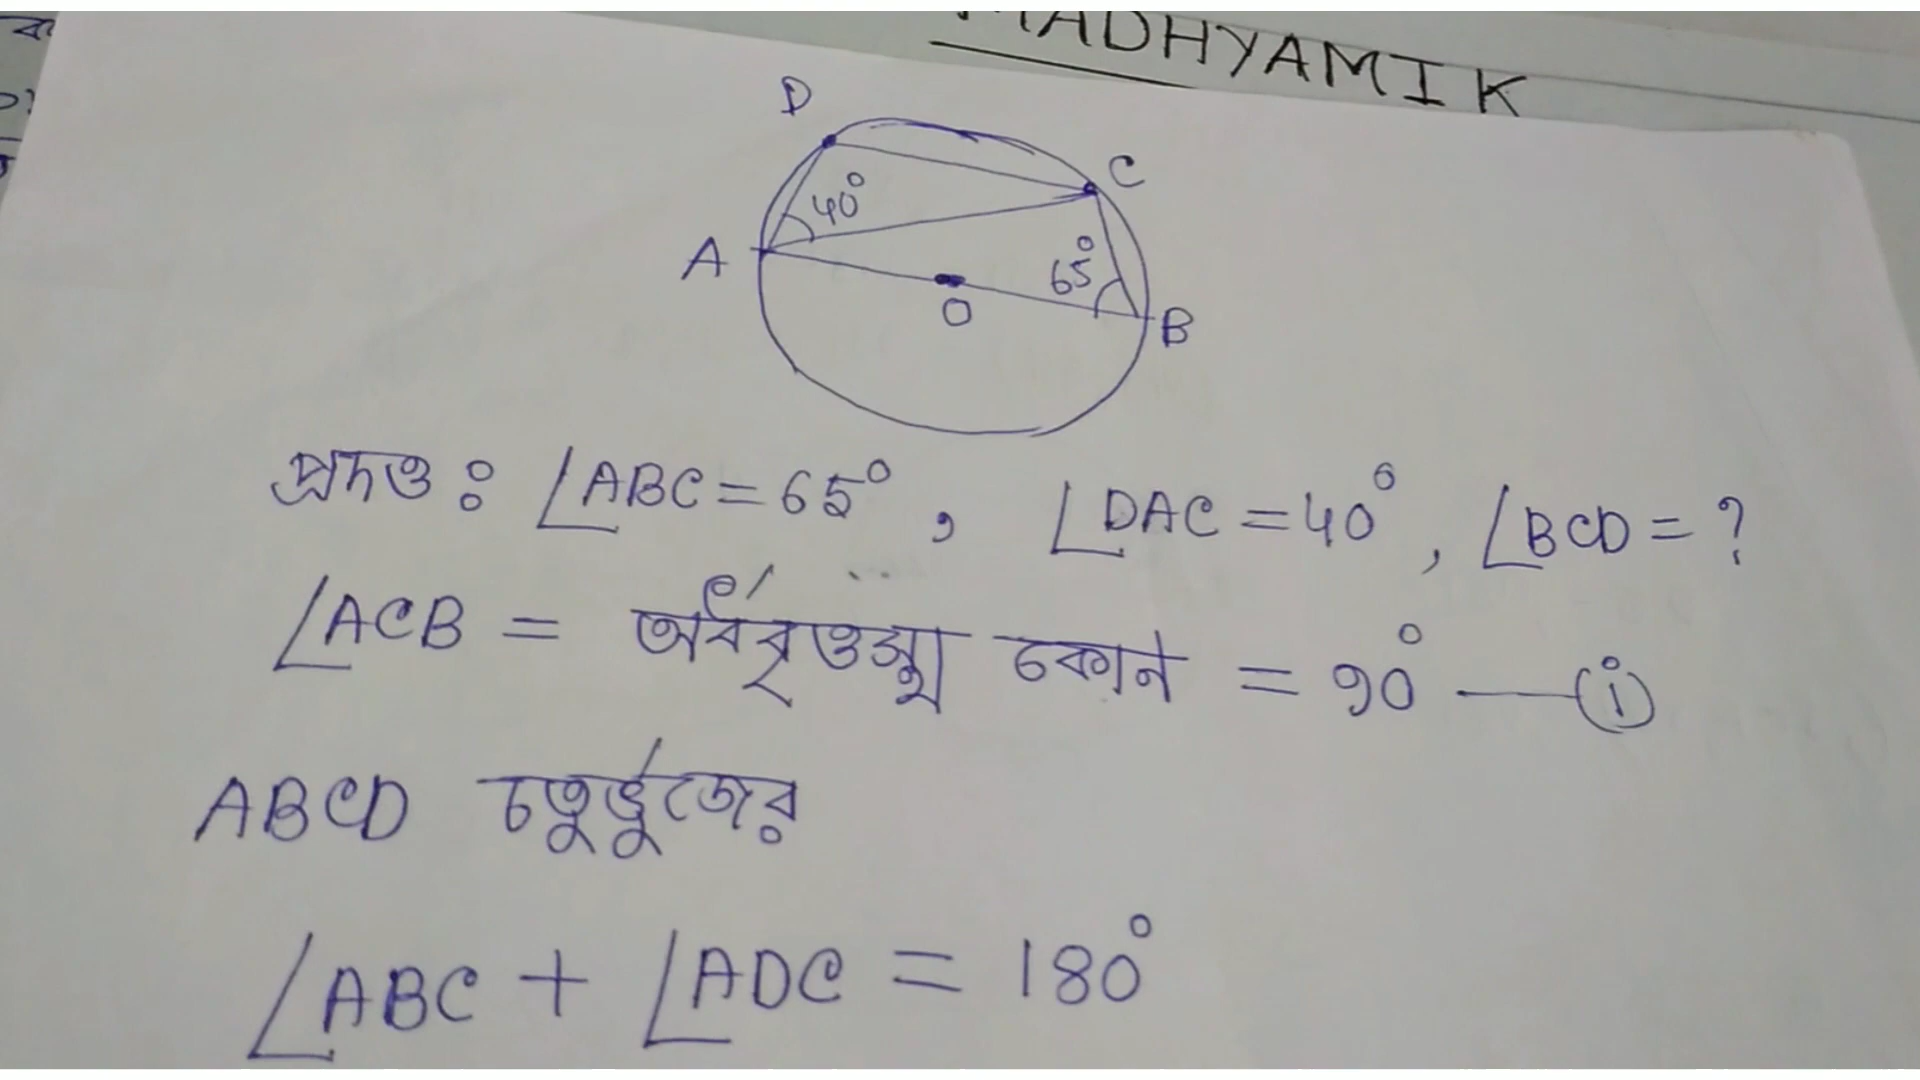 MADHYAMIK
D
C
40°
A
65°
O
B
প্রদত্ত : ∠ABC = 65°, ∠DAC = 40°, ∠BCD = ?
∠ACB = অর্ধবৃত্তস্থ কোন = 90° — (i)
ABCD চতুর্ভুজের
∠ABC + ∠ADC = 180°